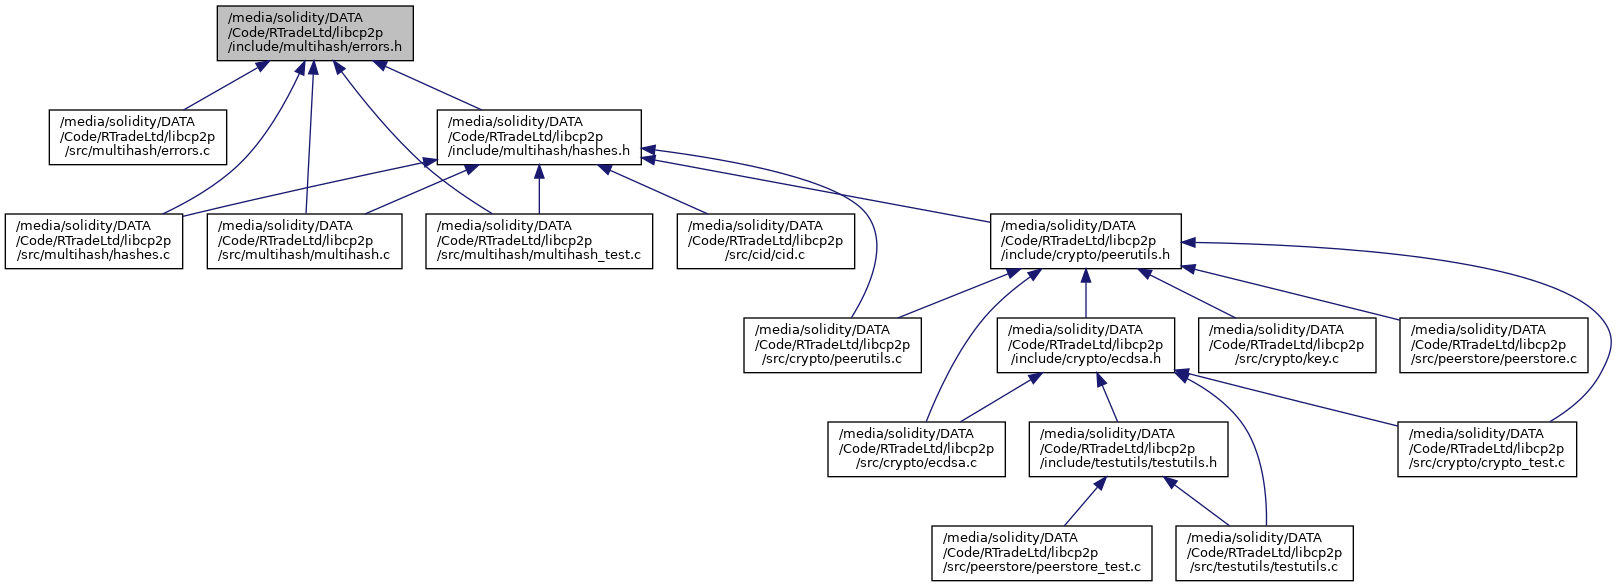 /media/solidity/DATA
/Code/RTradeLtd/libcp2p
/include/multihash/errors.h
/media/solidity/DATA
/Code/RTradeLtd/libcp2p
/src/multihash/errors.c
/media/solidity/DATA
/Code/RTradeLtd/libcp2p
/include/multihash/hashes.h
/media/solidity/DATA
/Code/RTradeLtd/libcp2p
/src/multihash/hashes.c
/media/solidity/DATA
/Code/RTradeLtd/libcp2p
/src/multihash/multihash.c
/media/solidity/DATA
/Code/RTradeLtd/libcp2p
/src/multihash/multihash_test.c
/media/solidity/DATA
/Code/RTradeLtd/libcp2p
/src/cid/cid.c
/media/solidity/DATA
/Code/RTradeLtd/libcp2p
/include/crypto/peerutils.h
/media/solidity/DATA
/Code/RTradeLtd/libcp2p
/src/crypto/peerutils.c
/media/solidity/DATA
/Code/RTradeLtd/libcp2p
/include/crypto/ecdsa.h
/media/solidity/DATA
/Code/RTradeLtd/libcp2p
/src/crypto/key.c
/media/solidity/DATA
/Code/RTradeLtd/libcp2p
/src/peerstore/peerstore.c
/media/solidity/DATA
/Code/RTradeLtd/libcp2p
/src/crypto/ecdsa.c
/media/solidity/DATA
/Code/RTradeLtd/libcp2p
/include/testutils/testutils.h
/media/solidity/DATA
/Code/RTradeLtd/libcp2p
/src/crypto/crypto_test.c
/media/solidity/DATA
/Code/RTradeLtd/libcp2p
/src/peerstore/peerstore_test.c
/media/solidity/DATA
/Code/RTradeLtd/libcp2p
/src/testutils/testutils.c